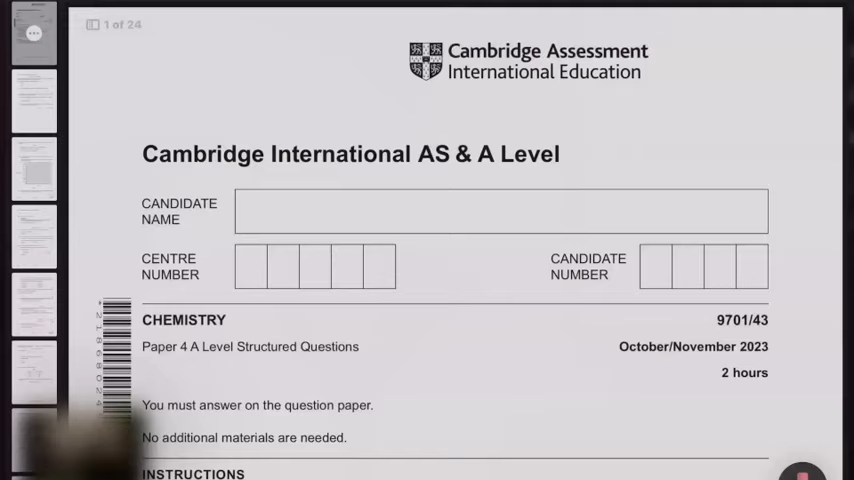 1 of 24
Cambridge Assessment
International Education
Cambridge International AS & A Level
CANDIDATE
NAME
CENTRE
NUMBER
CANDIDATE
NUMBER
CHEMISTRY
9701/43
Paper 4 A Level Structured Questions
October/November 2023
2 hours
You must answer on the question paper.
No additional materials are needed.
INSTRUCTIONS